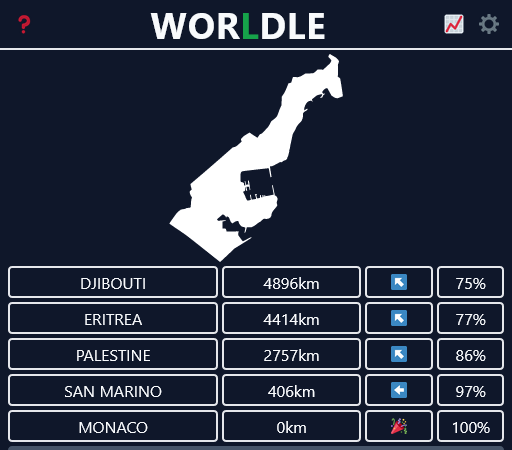 ? WORLDLE
DJIBOUTI 4896km ↖ 75%
ERITREA 4414km ↖ 77%
PALESTINE 2757km ↖ 86%
SAN MARINO 406km ← 97%
MONACO 0km 🎉 100%